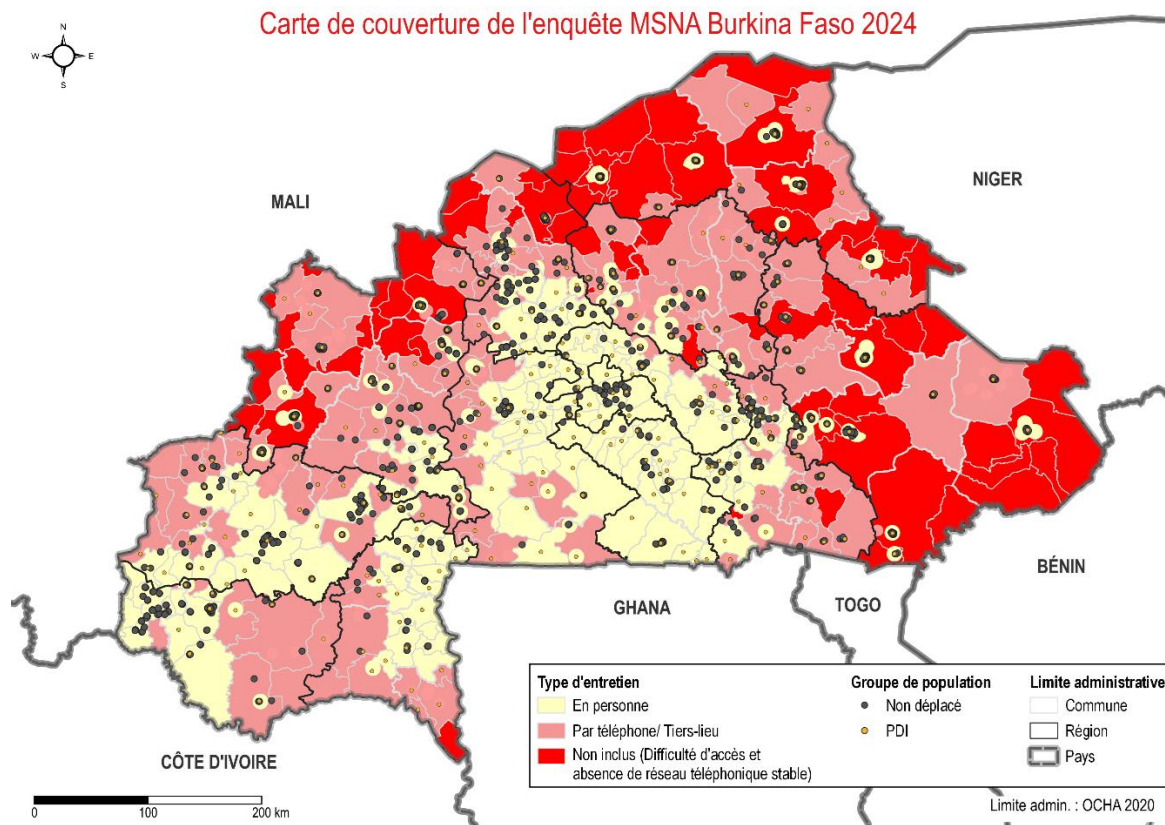 Carte de couverture de l'enquête MSNA Burkina Faso 2024
N
W E
S
MALI
NIGER
BÉNIN
GHANA
TOGO
CÔTE D'IVOIRE
Type d'entretien
En personne
Par téléphone/ Tiers-lieu
Non inclus (Difficulté d'accès et
absence de réseau téléphonique stable)
Groupe de population
Non déplacé
PDI
Limite administrative
Commune
Région
Pays
0 100 200 km
Limite admin. : OCHA 2020